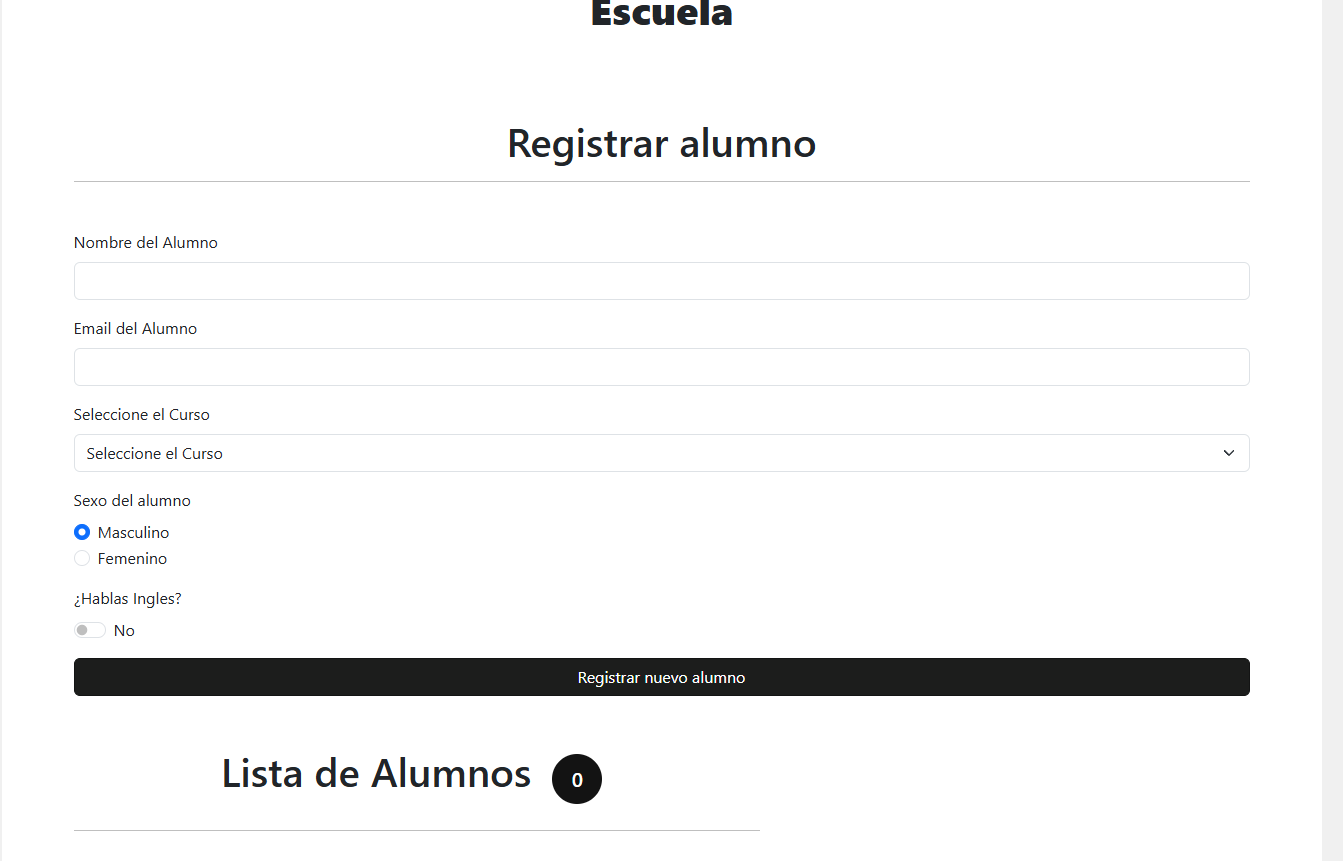 Escuela
Registrar alumno
Nombre del Alumno
Email del Alumno
Seleccione el Curso
Seleccione el Curso
Sexo del alumno
Masculino
Femenino
¿Hablas Ingles?
No
Registrar nuevo alumno
Lista de Alumnos 0